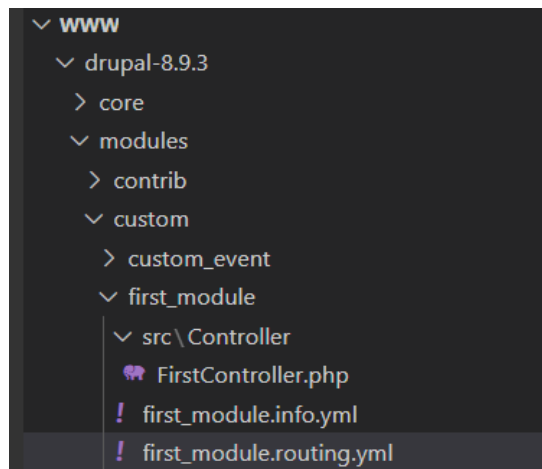 www
drupal-8.9.3
core
modules
contrib
custom
custom_event
first_module
src\Controller
FirstController.php
! first_module.info.yml
! first_module.routing.yml